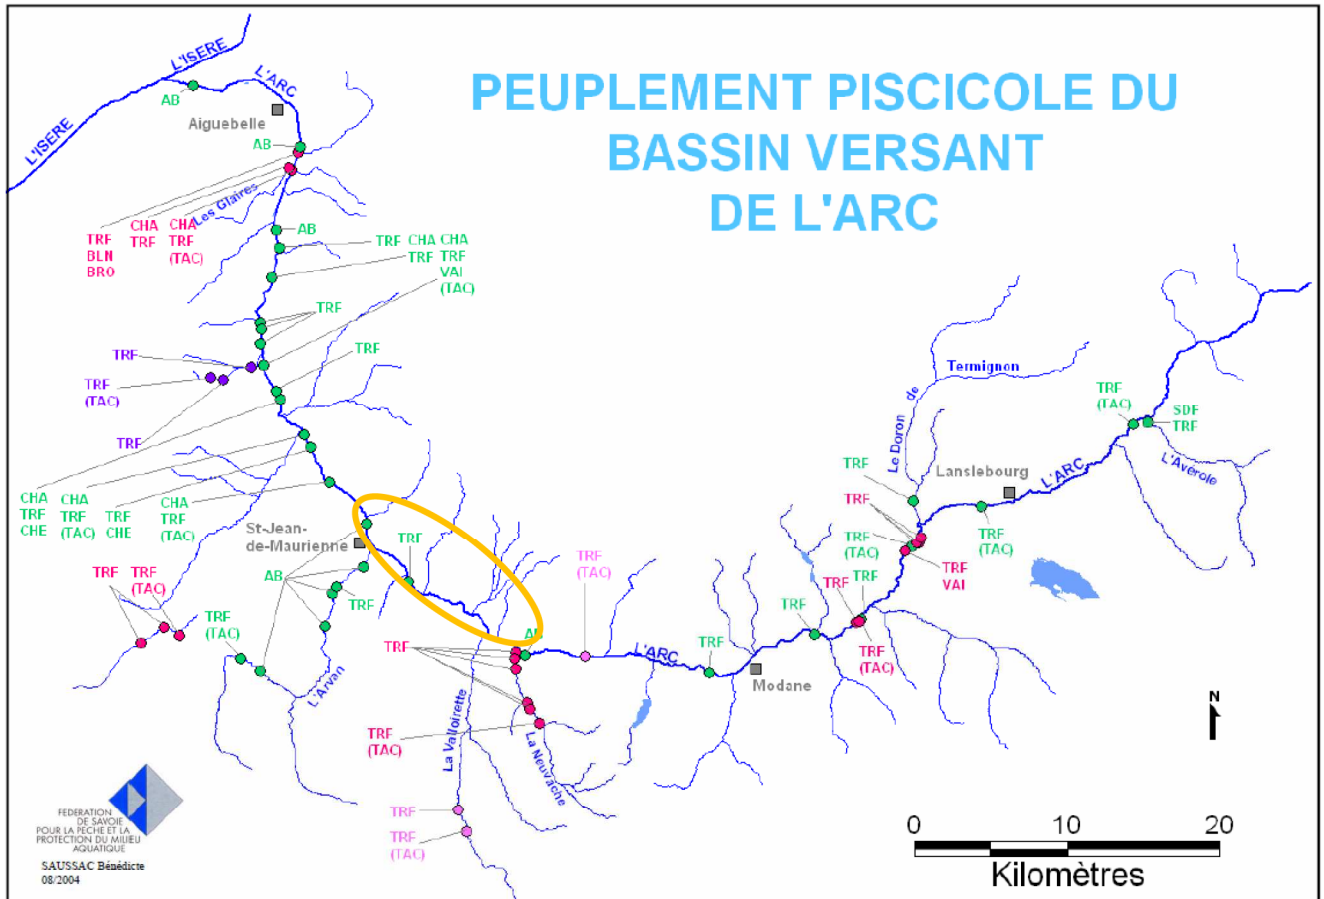 PEUPLEMENT PISCICOLE DU
BASSIN VERSANT
DE L'ARC
L'ISERE
L'ARC
AB
Aiguebelle
L'ISERE
AB
Les Glaires
TRF
BLN
BRO
CHA
TRF
CHA
TRF
(TAC)
AB
TRF
CHA
TRF
CHA
TRF
VAI
(TAC)
TRF
TRF
TRF
TRF
(TAC)
TRF
CHA
TRF
CHE
CHA
TRF
(TAC)
TRF
CHE
CHA
TRF
(TAC)
St-Jean-
de-Maurienne
TRF
AB
TRF
TRF
TRF
(TAC)
TRF
(TAC)
L'Arvan
TRF
TRF
(TAC)
La Valloirette
La Neuvache
TRF
TRF
(TAC)
AB
TRF
(TAC)
L'ARC
TRF
Modane
TRF
TRF
TRF
TRF
(TAC)
TRF
TRF
TRF
(TAC)
TRF
VAI
Le Doron de
Termignon
Lanslebourg
L'ARC
TRF
(TAC)
TRF
(TAC)
SDF
TRF
L'Averole
N
0 10 20
Kilomètres
FEDERATION
DE SAVOIE
POUR LA PECHE ET LA
PROTECTION DU MILIEU
AQUATIQUE
SAUSSAC Bénédicte
08/2004